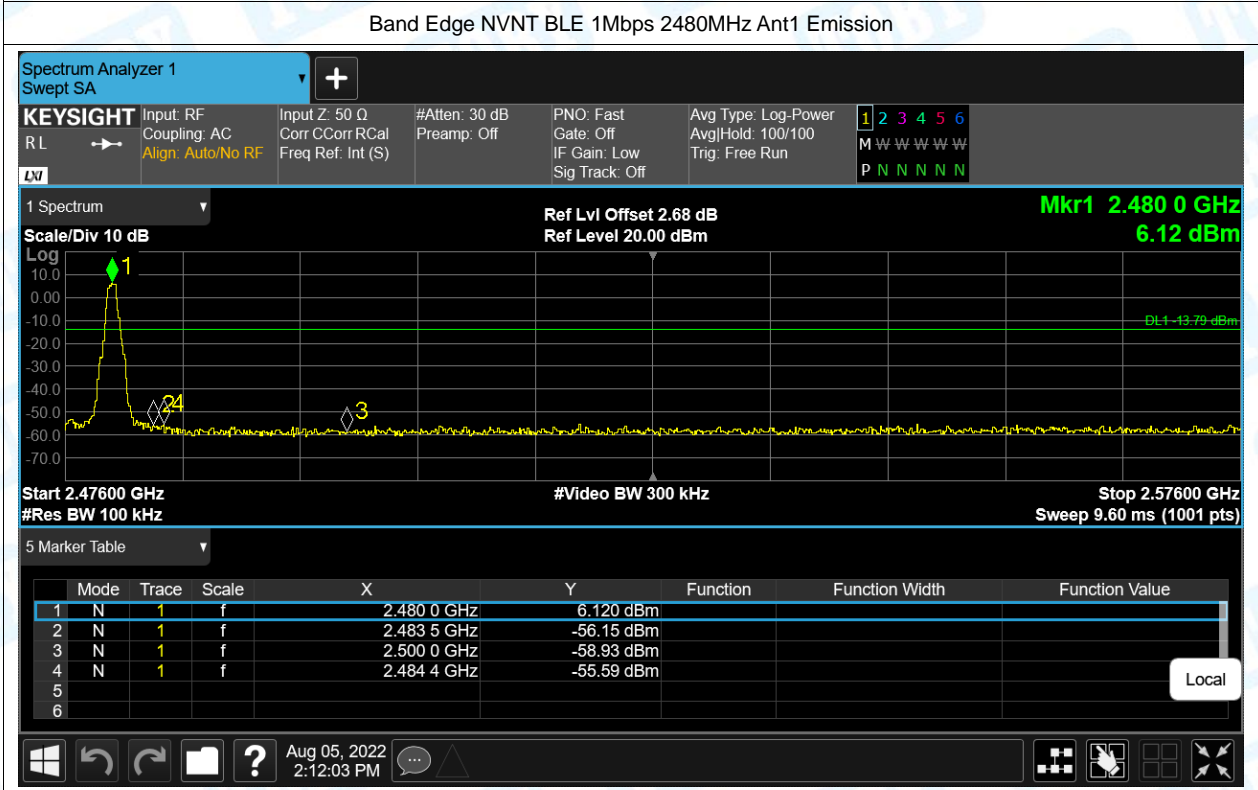 Band Edge NVNT BLE 1Mbps 2480MHz Ant1 Emission
Spectrum Analyzer 1
Swept SA
KEYSIGHT
R L
LXI
Input: RF
Coupling: AC
Align: Auto/No RF
Input Z: 50 Ω
Corr CCorr RCal
Freq Ref: Int (S)
#Atten: 30 dB
Preamp: Off
PNO: Fast
Gate: Off
IF Gain: Low
Sig Track: Off
Avg Type: Log-Power
Avg|Hold: 100/100
Trig: Free Run
1 2 3 4 5 6
M W W W W W
P N N N N N
1 Spectrum
Scale/Div 10 dB
Ref Lvl Offset 2.68 dB
Ref Level 20.00 dBm
Mkr1 2.480 0 GHz
6.12 dBm
Log
10.0
0.00
-10.0
-20.0
-30.0
-40.0
-50.0
-60.0
-70.0
1
2 4
3
DL1 -13.79 dBm
Start 2.47600 GHz
#Res BW 100 kHz
#Video BW 300 kHz
Stop 2.57600 GHz
Sweep 9.60 ms (1001 pts)
5 Marker Table
Mode Trace Scale X Y Function Function Width Function Value
1 N 1 f 2.480 0 GHz 6.120 dBm
2 N 1 f 2.483 5 GHz -56.15 dBm
3 N 1 f 2.500 0 GHz -58.93 dBm
4 N 1 f 2.484 4 GHz -55.59 dBm
5
6
Local
?
Aug 05, 2022
2:12:03 PM